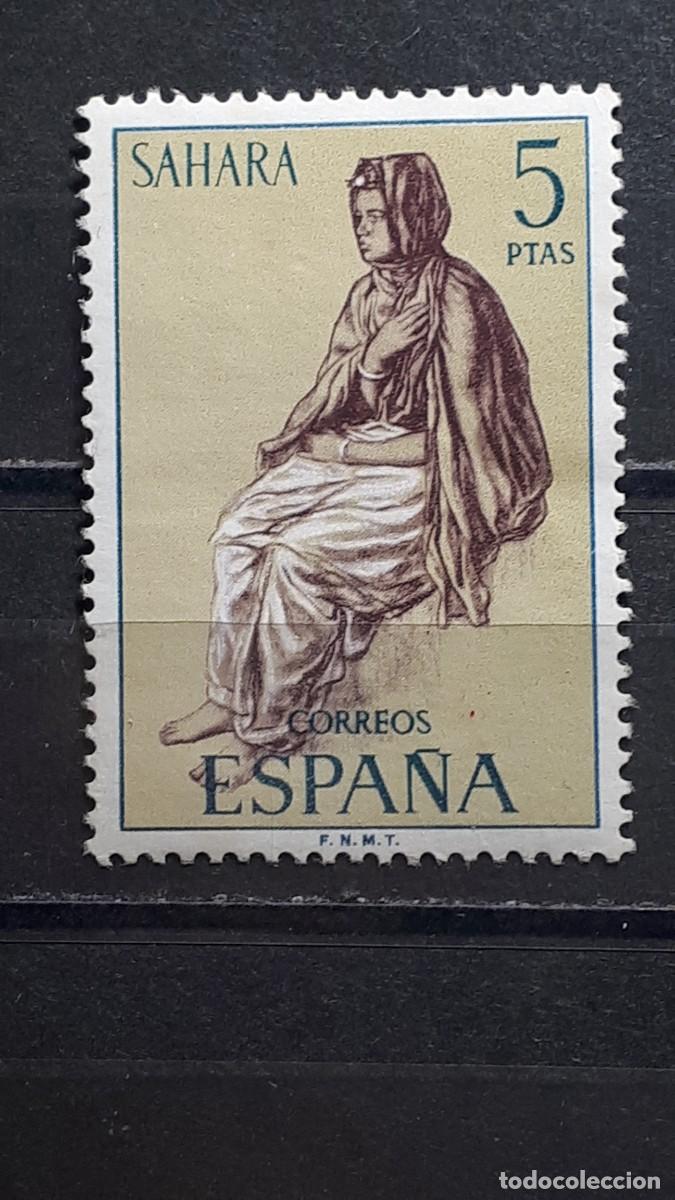 SAHARA
5
PTAS
CORREOS
ESPAÑA
F. N. M. T.
todocoleccion